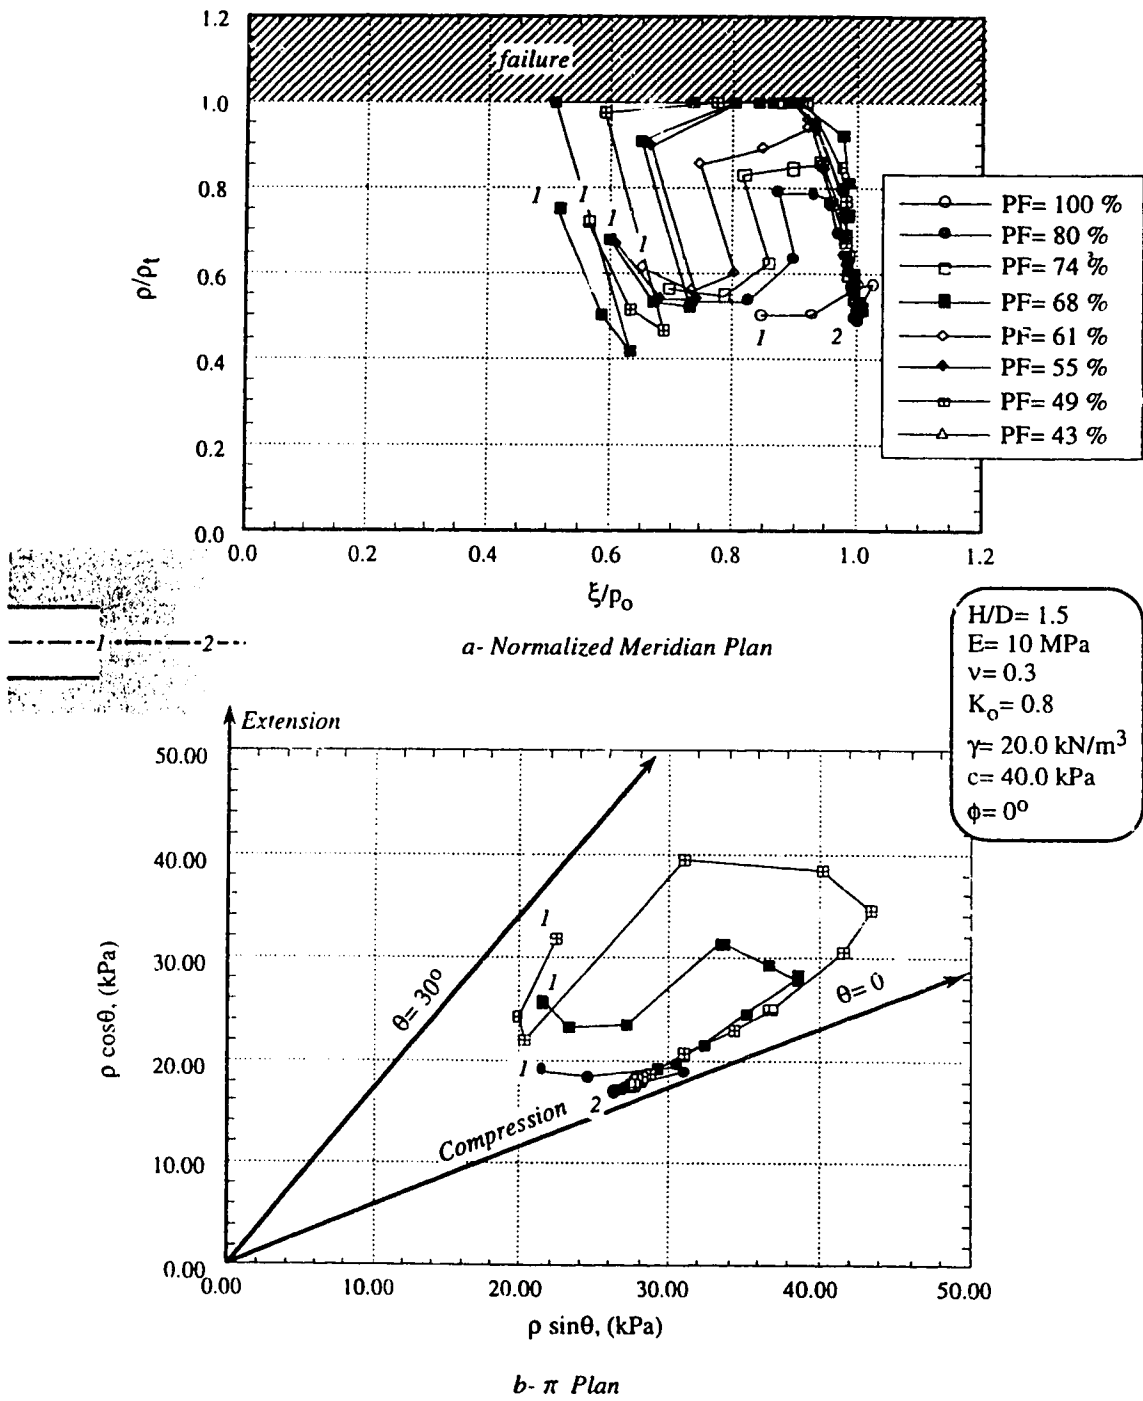 1.2
failure
1.0
0.8
0.6
0.4
0.2
0.0
ρ/ρt
1
1
1
1
1
2
0.0 0.2 0.4 0.6 0.8 1.0 1.2
ξ/po
PF= 100 %
PF= 80 %
PF= 74 %
PF= 68 %
PF= 61 %
PF= 55 %
PF= 49 %
PF= 43 %
1 2
a- Normalized Meridian Plan
H/D= 1.5
E= 10 MPa
ν= 0.3
Ko= 0.8
γ= 20.0 kN/m³
c= 40.0 kPa
ϕ= 0º
Extension
50.00
40.00
30.00
20.00
10.00
0.00
ρ cosθ, (kPa)
θ= 30º
θ= 0
1
1
1
2
Compression
0.00 10.00 20.00 30.00 40.00 50.00
ρ sinθ, (kPa)
b- π Plan